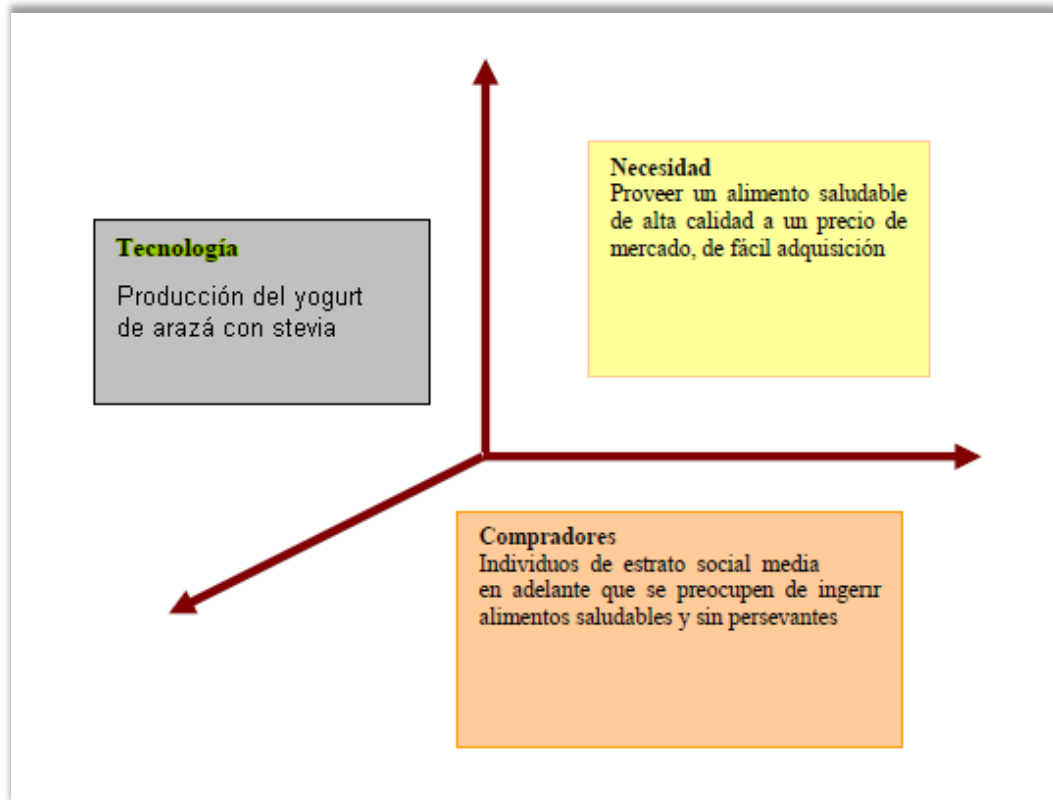 Necesidad
Proveer un alimento saludable
de alta calidad a un precio de
mercado, de fácil adquisición
Tecnología
Producción del yogurt
de arazá con stevia
Compradores
Individuos de estrato social media
en adelante que se preocupen de ingerir
alimentos saludables y sin persevantes